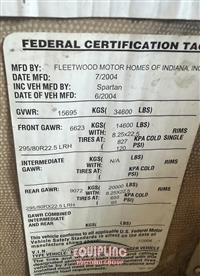 FEDERAL CERTIFICATION TAG
MFD BY: FLEETWOOD MOTOR HOMES OF INDIANA, INC
DATE MFD: 7/2004
INC VEH MFD BY: Spartan
DATE OF VEH MFD: 6/2004
GVWR: 15695 KGS( 34600 LBS)
FRONT GAWR: 6623 KGS( 14600 LBS)
WITH: 8.25x22.5 RIMS
295/80R22.5 LRH TIRES AT: 827 KPA COLD SINGLE
120 PSI
INTERMEDIATE KGS( N/A LBS)
GAWR: WITH: RIMS
TIRES AT: KPA COLD
PSI
REAR GAWR: 9072 KGS( 20000 LBS)
WITH: 8.25x22.5 RIMS
295/80R22.5 LRH TIRES AT: KPA COLD
GAWR COMBINED
INTERMEDIATE KGS( LBS)
AND REAR
This vehicle conforms to all applicable U.S. Federal Motor
Vehicle Safety Standards in effect
V.I.N.
EQUIPLING